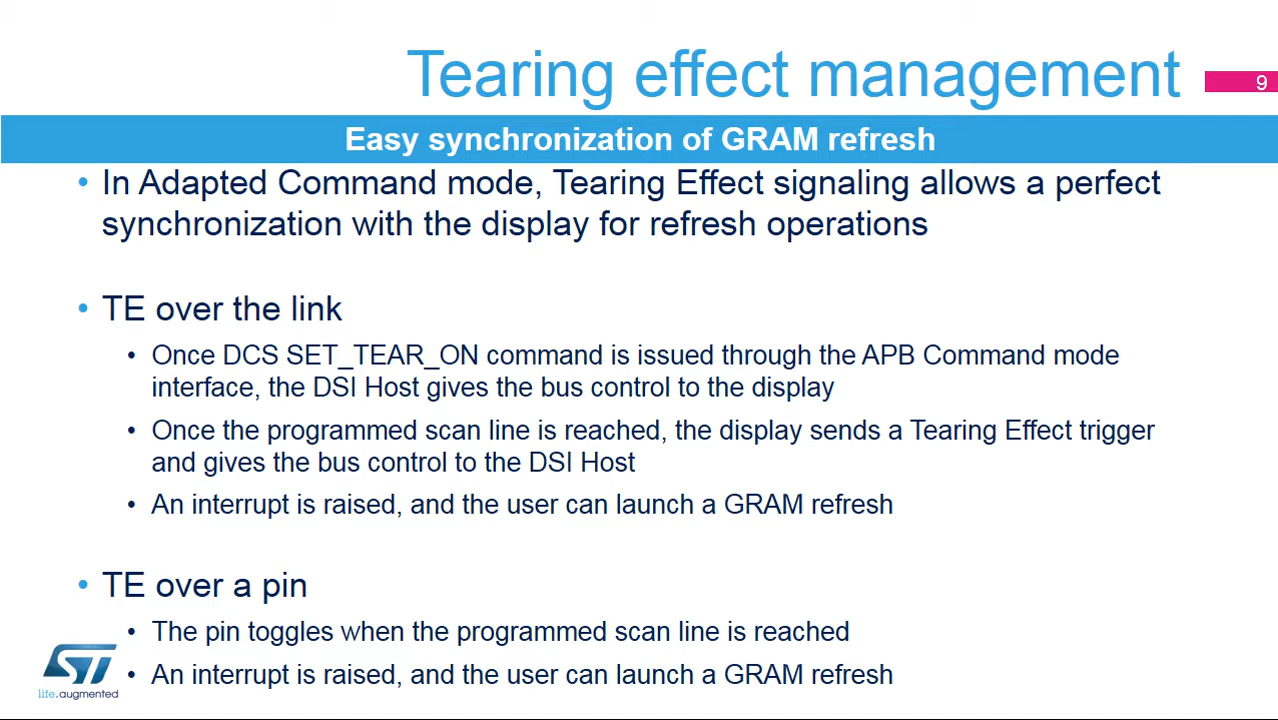 Tearing effect management
9
Easy synchronization of GRAM refresh
• In Adapted Command mode, Tearing Effect signaling allows a perfect
synchronization with the display for refresh operations
• TE over the link
• Once DCS SET_TEAR_ON command is issued through the APB Command mode
interface, the DSI Host gives the bus control to the display
• Once the programmed scan line is reached, the display sends a Tearing Effect trigger
and gives the bus control to the DSI Host
• An interrupt is raised, and the user can launch a GRAM refresh
• TE over a pin
• The pin toggles when the programmed scan line is reached
• An interrupt is raised, and the user can launch a GRAM refresh
ST
life.augmented